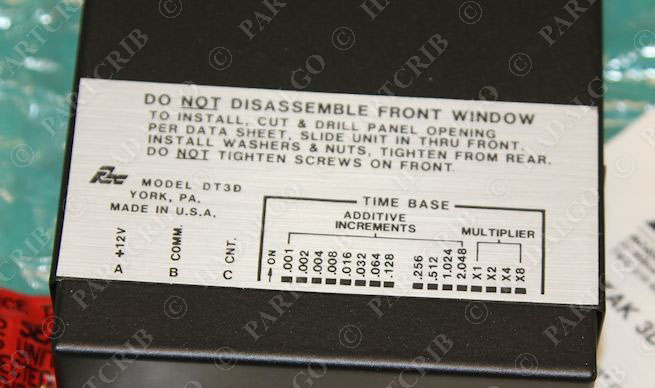 DO NOT DISASSEMBLE FRONT WINDOW
TO INSTALL, CUT & DRILL PANEL OPENING
PER DATA SHEET, SLIDE UNIT IN THRU FRONT.
INSTALL WASHERS & NUTS, TIGHTEN FROM REAR.
DO NOT TIGHTEN SCREWS ON FRONT.
MODEL DT3D
YORK, PA.
MADE IN U.S.A.
+12V
COMM.
CNT.
A B C
TIME BASE
ADDITIVE
INCREMENTS
MULTIPLIER
ON .001 .002 .004 .008 .016 .032 .064 .128 .256 .512 1.024 2.048 X1 X2 X4 X8
PARTCRIB
PADALGO
©